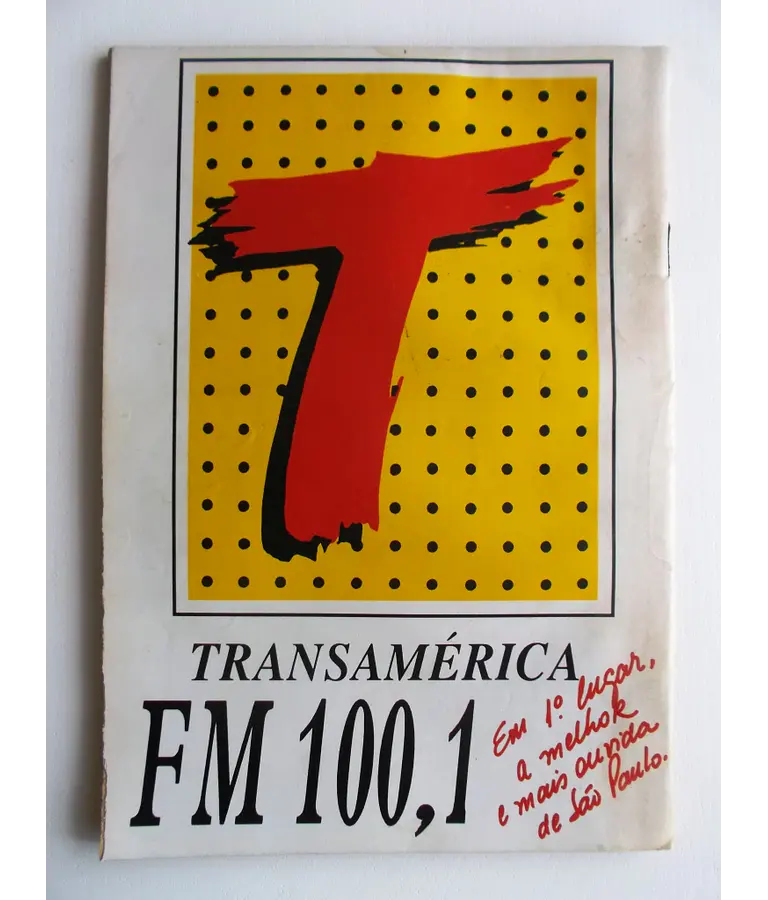 T
TRANSAMÉRICA
FM 100,1
Em 1º lugar,
a melhor
e mais ouvida
de São Paulo.